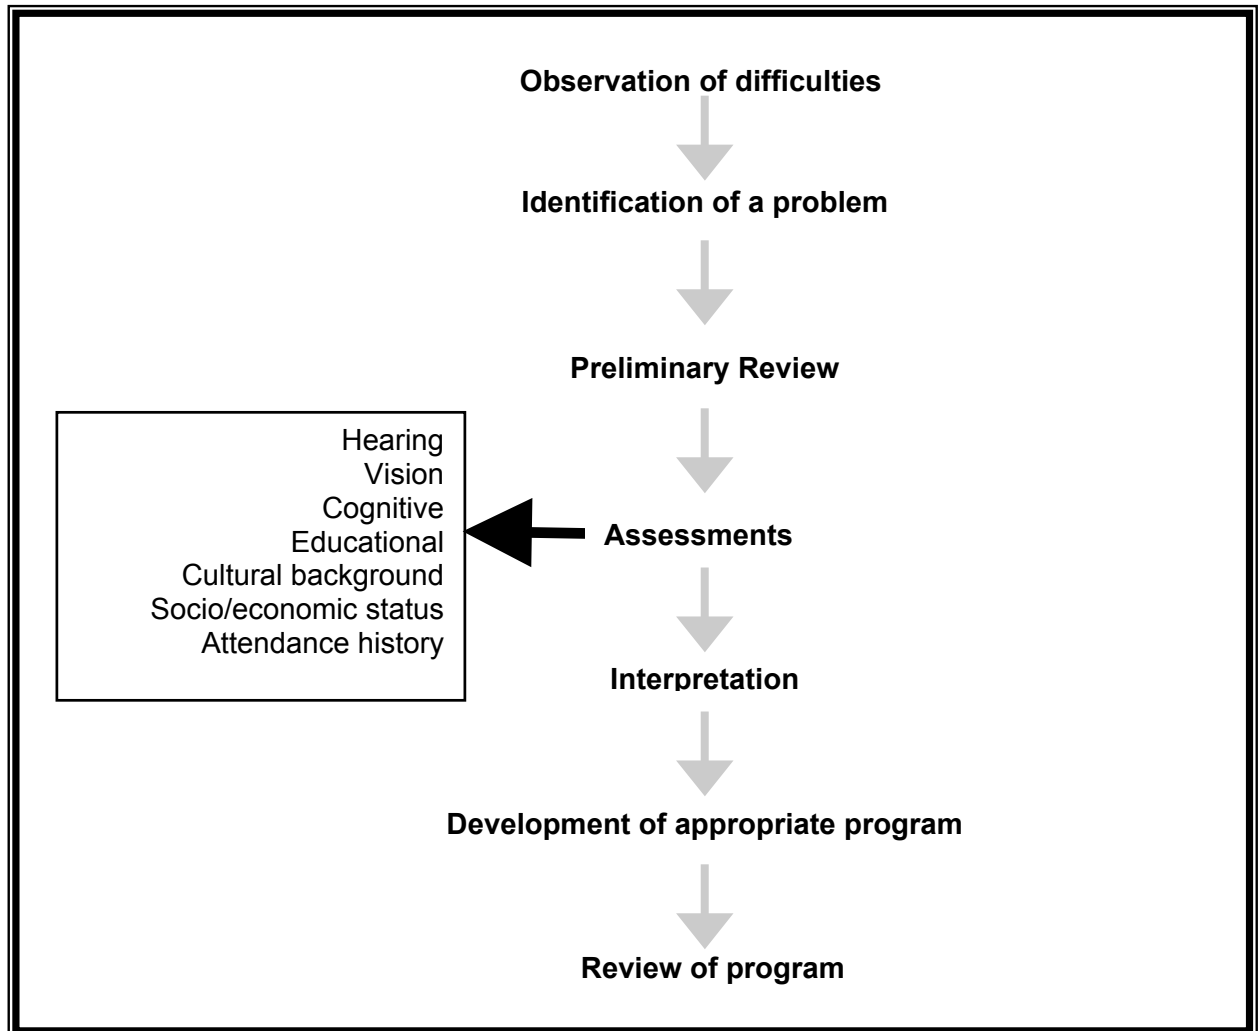 Observation of difficulties
Identification of a problem
Preliminary Review
Hearing
Vision
Cognitive
Educational
Cultural background
Socio/economic status
Attendance history
Assessments
Interpretation
Development of appropriate program
Review of program